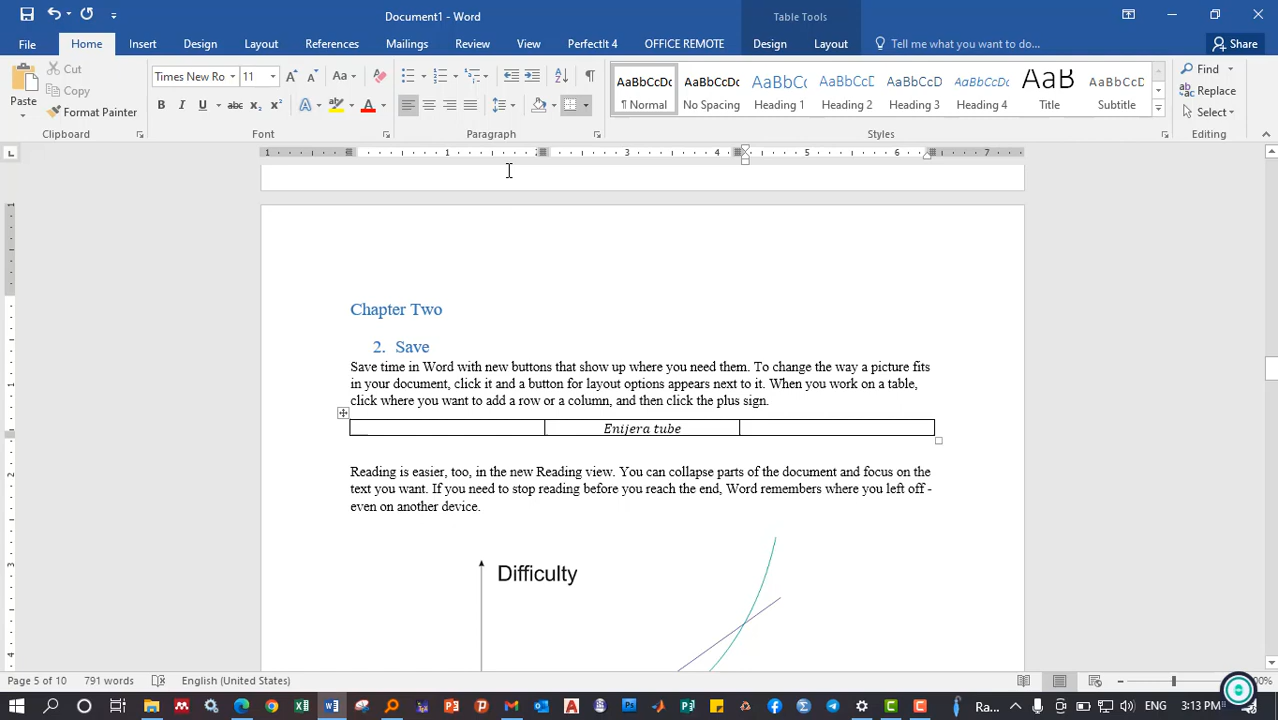 Document1 - Word
Table Tools
File
Home
Insert
Design
Layout
References
Mailings
Review
View
PerfectIt 4
OFFICE REMOTE
Design
Layout
Tell me what you want to do...
Share
Paste
Cut
Copy
Format Painter
Clipboard
Times New Ro
11
Font
Paragraph
AaBbCcDc
¶ Normal
AaBbCcDc
No Spacing
AaBbCc
Heading 1
AaBbCcD
Heading 2
AaBbCcD
Heading 3
AaBbCcD
Heading 4
AaB
Title
AaBbCcD
Subtitle
Styles
Find
Replace
Select
Editing
1 1 3 4 5 6 7
Chapter Two
2. Save
Save time in Word with new buttons that show up where you need them. To change the way a picture fits
in your document, click it and a button for layout options appears next to it. When you work on a table,
click where you want to add a row or a column, and then click the plus sign.
Enijera tube
Reading is easier, too, in the new Reading view. You can collapse parts of the document and focus on the
text you want. If you need to stop reading before you reach the end, Word remembers where you left off -
even on another device.
Difficulty
Page 5 of 10
791 words
English (United States)
Ra...
ENG
3:13 PM